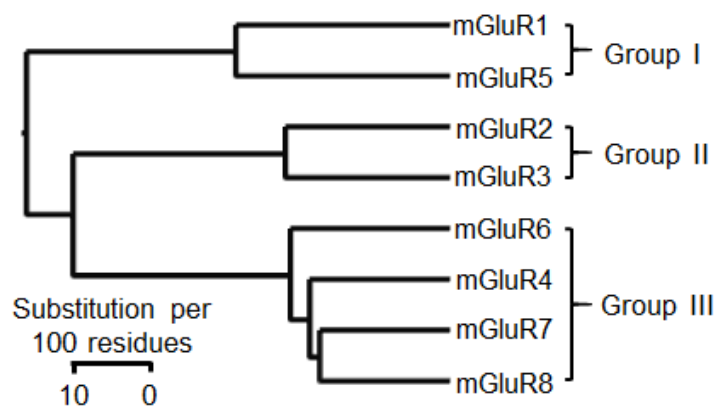 mGluR1
Group I
mGluR5
mGluR2
Group II
mGluR3
mGluR6
mGluR4
Group III
mGluR7
mGluR8
Substitution per
100 residues
10 0